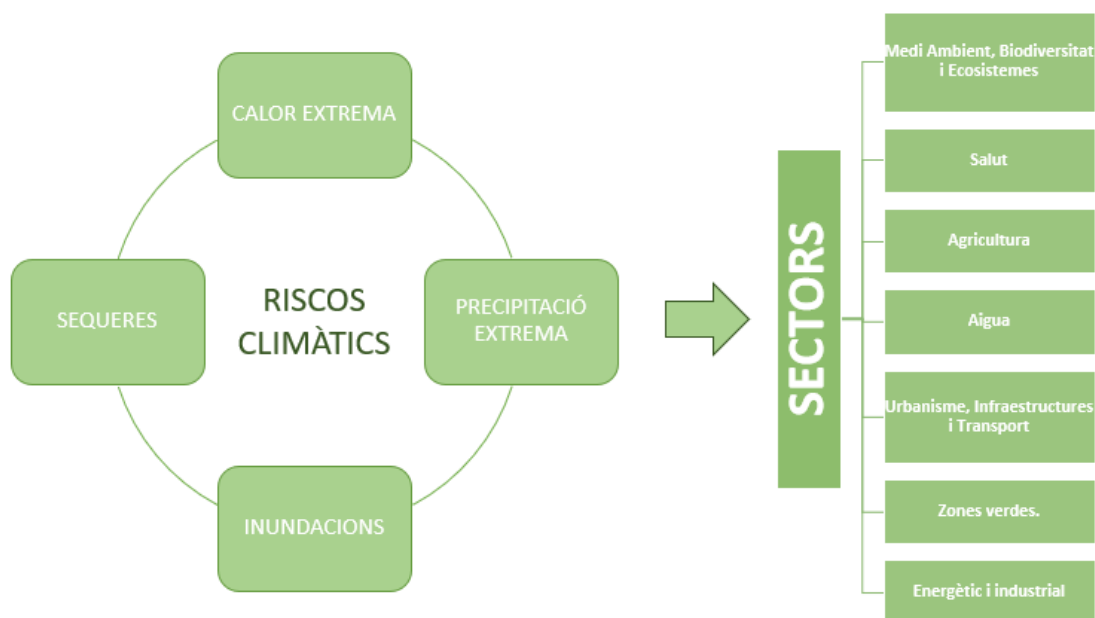 CALOR EXTREMA
SEQUERES
RISCOS
CLIMÀTICS
PRECIPITACIÓ
EXTREMA
INUNDACIONS
SECTORS
Medi Ambient, Biodiversitat
i Ecosistemes
Salut
Agricultura
Aigua
Urbanisme, Infraestructures
i Transport
Zones verdes.
Energètic i industrial